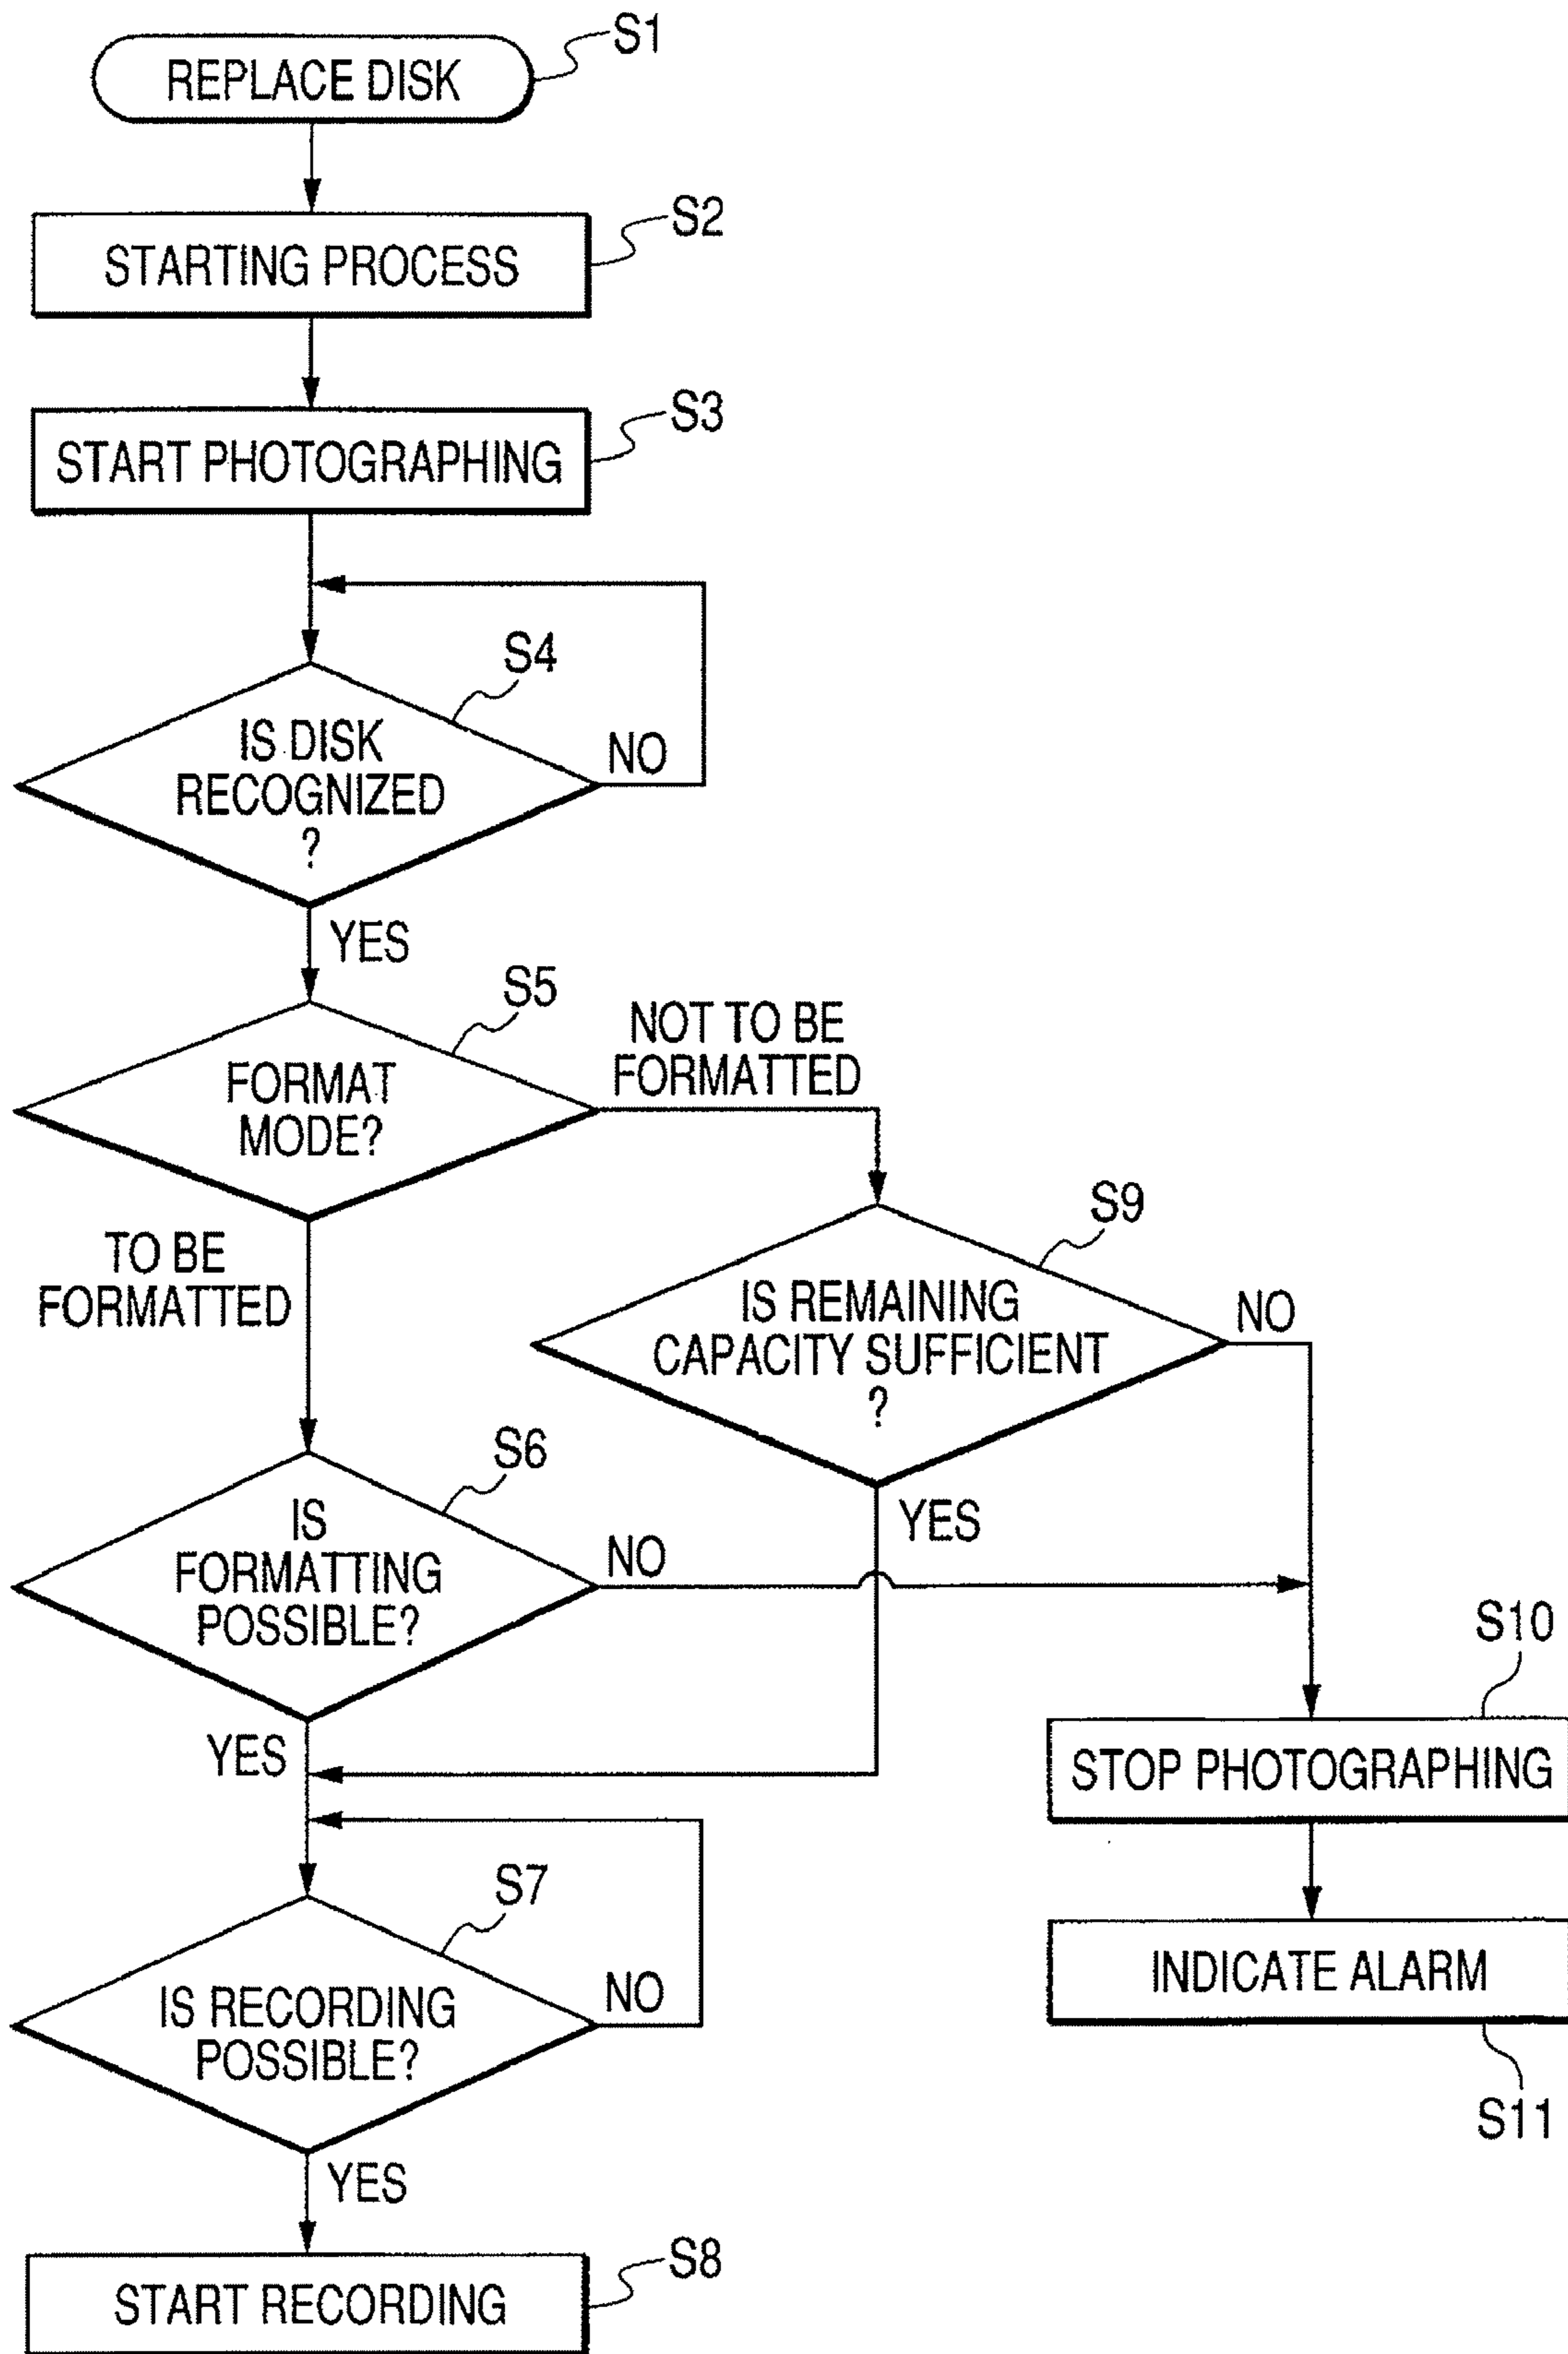 S1
REPLACE DISK
S2
STARTING PROCESS
S3
START PHOTOGRAPHING
S4
IS DISK
RECOGNIZED
?
NO
YES
S5
FORMAT
MODE?
NOT TO BE
FORMATTED
TO BE
FORMATTED
S9
IS REMAINING
CAPACITY SUFFICIENT
?
NO
YES
S6
IS
FORMATTING
POSSIBLE?
NO
YES
S10
STOP PHOTOGRAPHING
S7
IS RECORDING
POSSIBLE?
NO
YES
INDICATE ALARM
S11
S8
START RECORDING